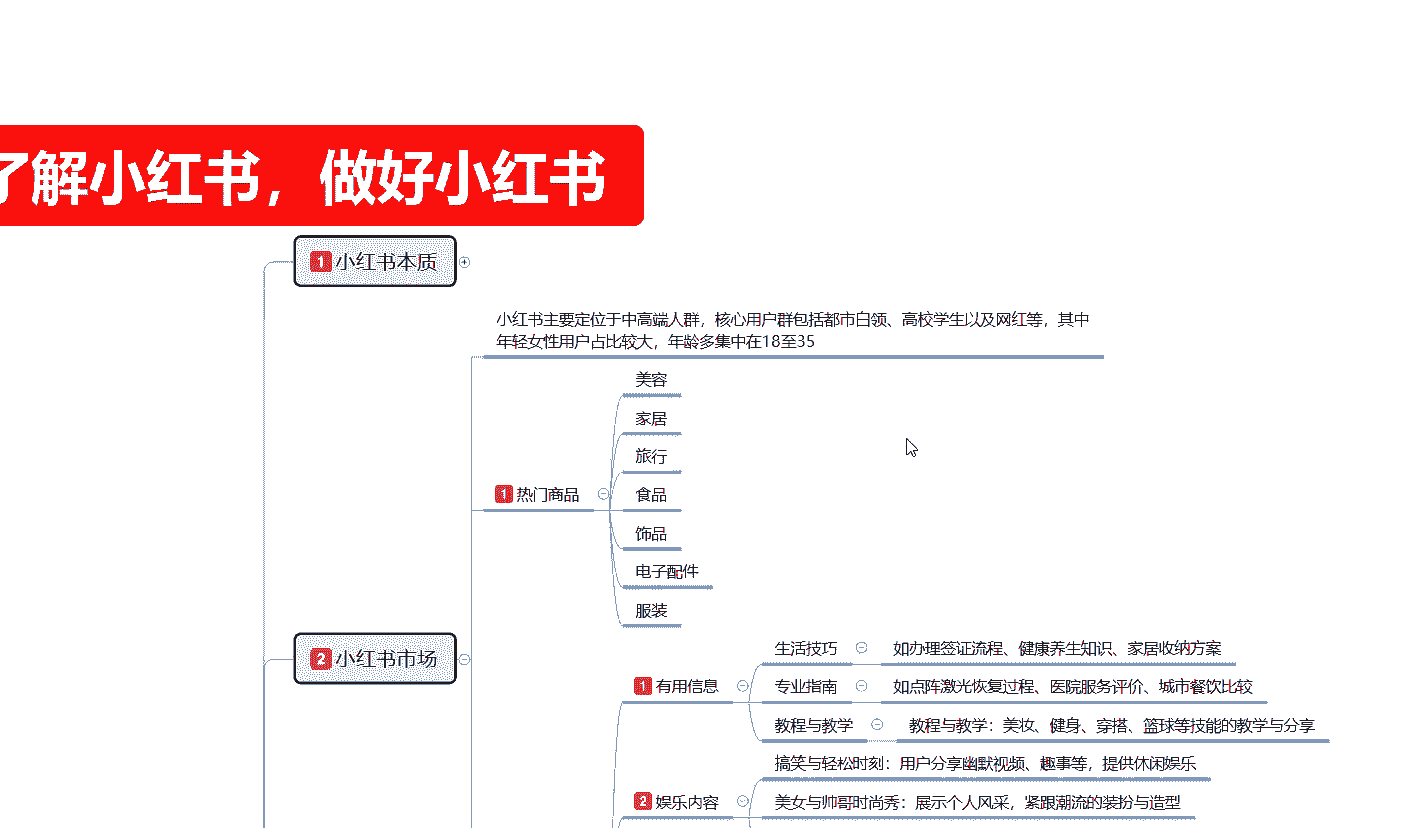 了解小红书，做好小红书
1 小红书本质
小红书主要定位于中高端人群，核心用户群包括都市白领、高校学生以及网红等，其中
年轻女性用户占比较大，年龄多集中在18至35
1 热门商品
美容
家居
旅行
食品
饰品
电子配件
服装
2 小红书市场
1 有用信息
生活技巧
如办理签证流程、健康养生知识、家居收纳方案
专业指南
如点阵激光恢复过程、医院服务评价、城市餐饮比较
教程与教学
教程与教学：美妆、健身、穿搭、篮球等技能的教学与分享
2 娱乐内容
搞笑与轻松时刻：用户分享幽默视频、趣事等，提供休闲娱乐
美女与帅哥时尚秀：展示个人风采，紧跟潮流的装扮与造型